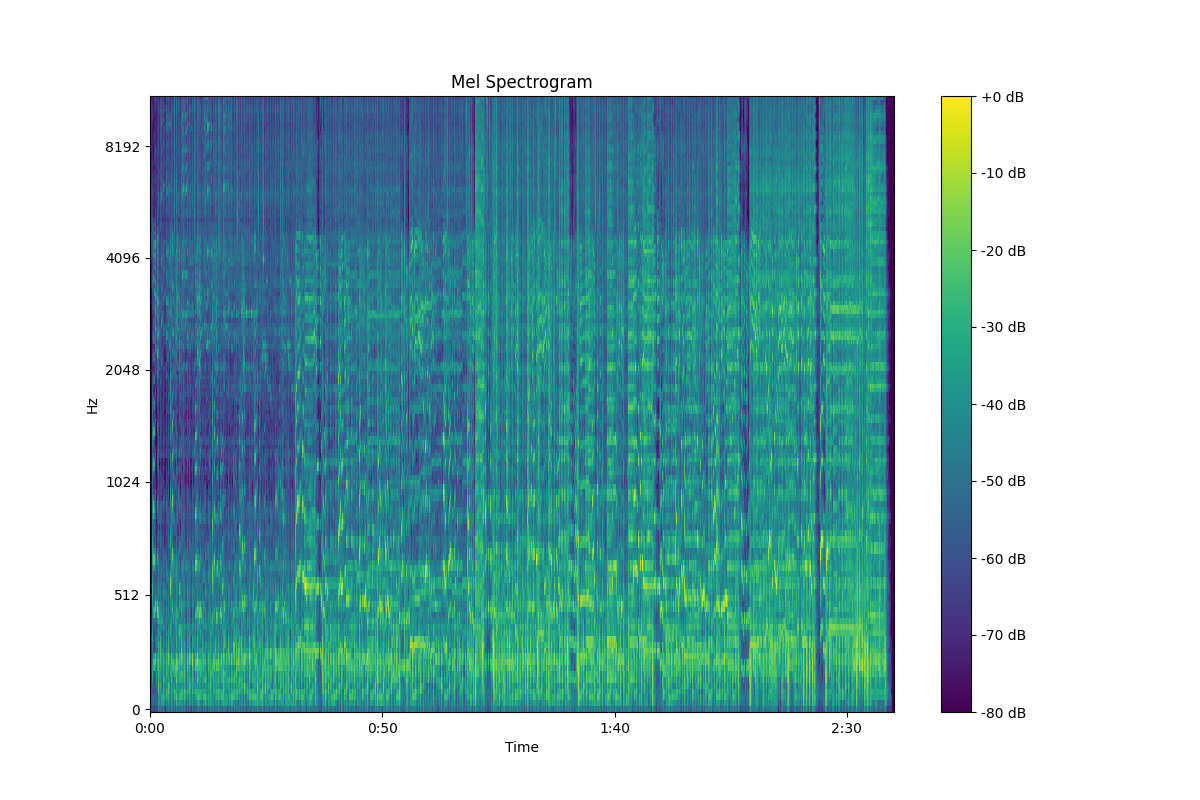 Mel Spectrogram
+0 dB
8192
-10 dB
-20 dB
4096
-30 dB
2048
-40 dB
Hz
1024
-50 dB
-60 dB
512
-70 dB
0
-80 dB
0:00
0:50
1:40
2:30
Time